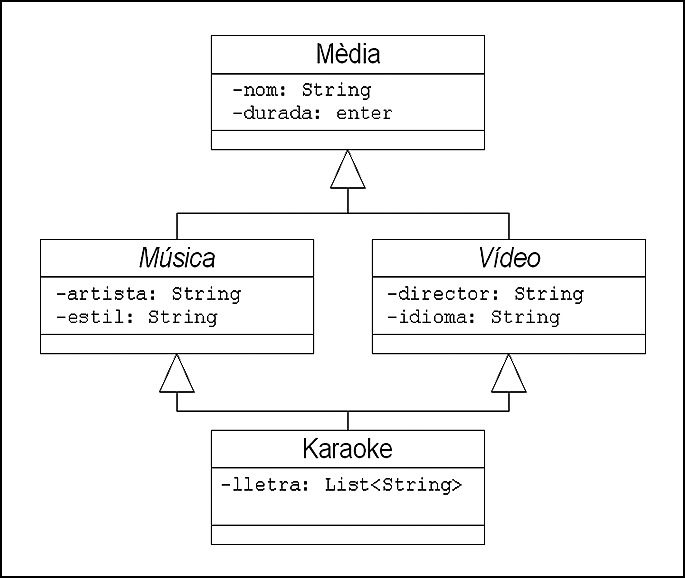 Mèdia
-nom: String
-durada: enter
Música
-artista: String
-estil: String
Vídeo
-director: String
-idioma: String
Karaoke
-lletra: List<String>